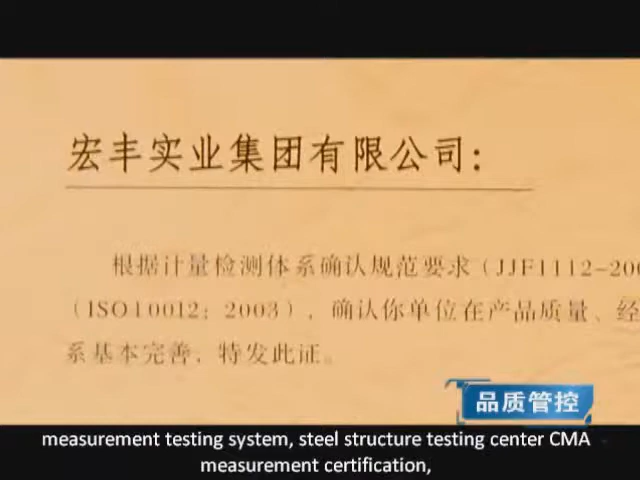 宏丰实业集团有限公司:
根据计量检测体系确认规范要求(JJF1112-200
(ISO10012: 2003), 确认你单位在产品质量、经
系基本完善, 特发此证。
品质管控
measurement testing system, steel structure testing center CMA
measurement certification,